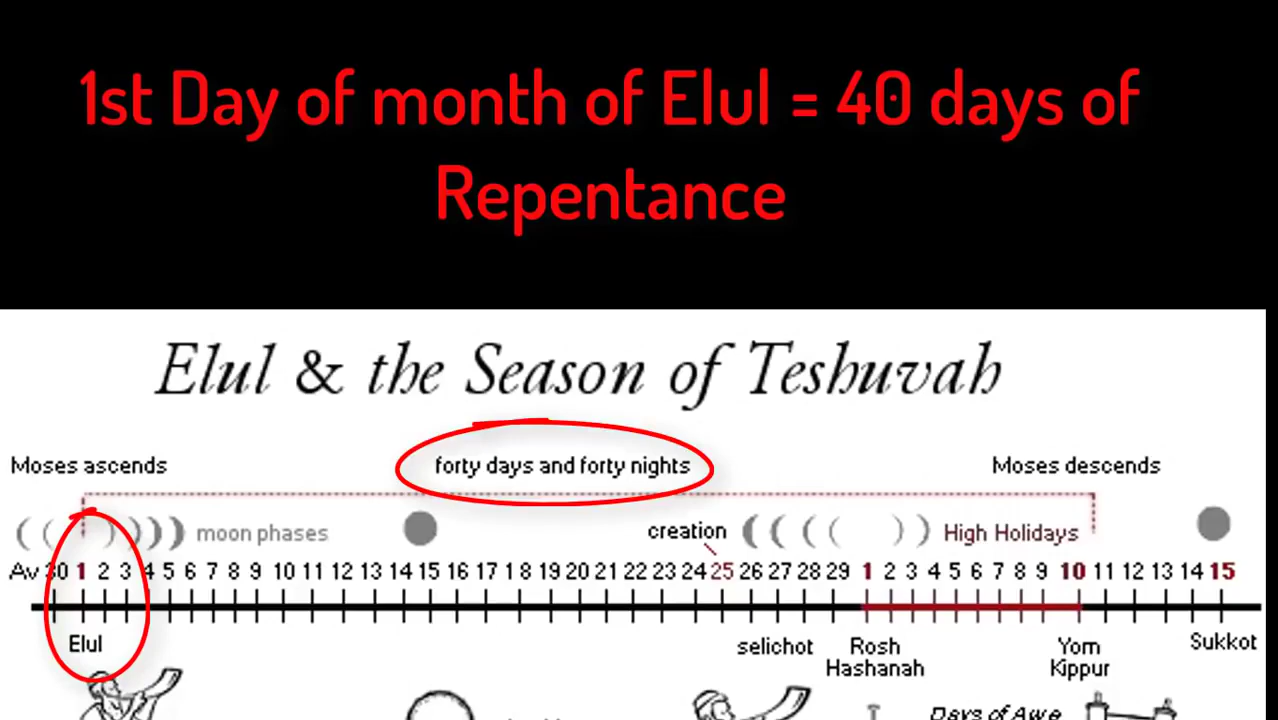 1st Day of month of Elul = 40 days of
Repentance
Elul & the Season of Teshuvah
Moses ascends forty days and forty nights Moses descends
moon phases creation High Holidays
Av 30 1 2 3 4 5 6 7 8 9 10 11 12 13 14 15 16 17 18 19 20 21 22 23 24 25 26 27 28 29 1 2 3 4 5 6 7 8 9 10 11 12 13 14 15
Elul selichot Rosh Yom Sukkot
Hashanah Kippur
Days of Awe